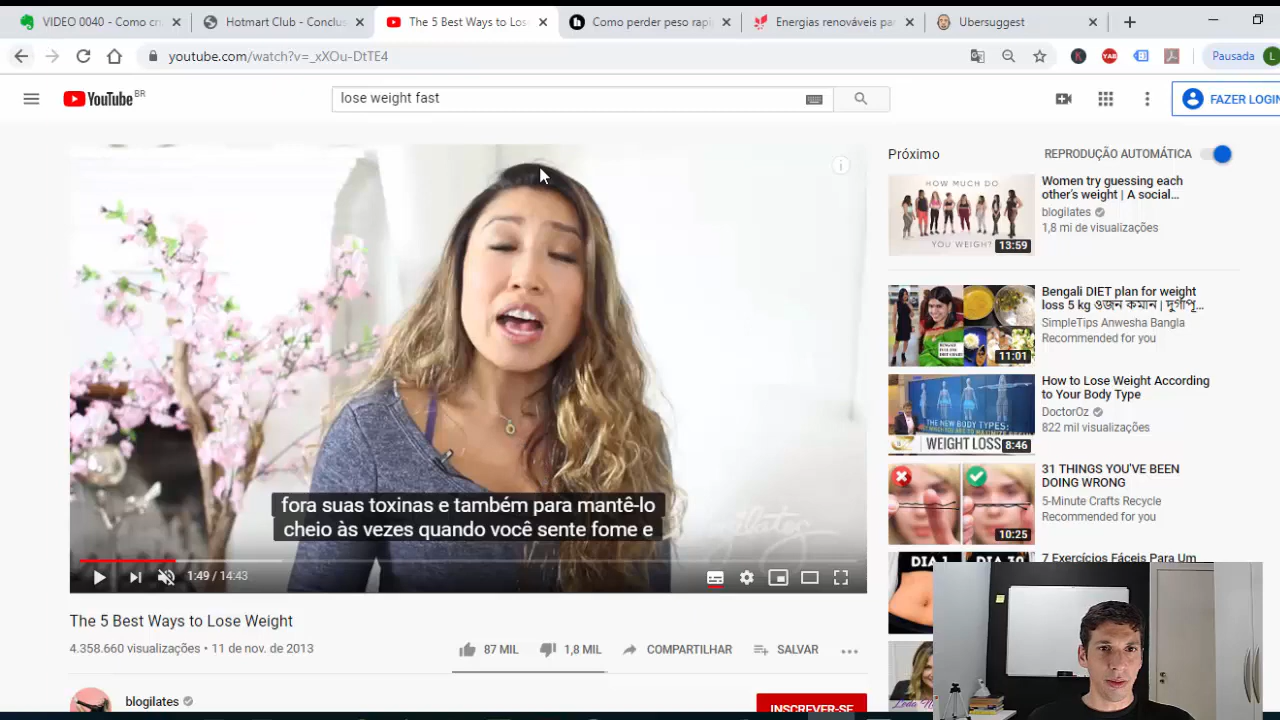 VIDEO 0040 - Como cri
Hotmart Club - Conclus
The 5 Best Ways to Lose
Como perder peso rapi
Energias renováveis pa
Ubersuggest
youtube.com/watch?v=_xXOu-DtTE4
Pausada
L
YouTube BR
lose weight fast
FAZER LOGIN
fora suas toxinas e também para mantê-lo
cheio às vezes quando você sente fome e
1:49 / 14:43
The 5 Best Ways to Lose Weight
4.358.660 visualizações • 11 de nov. de 2013
87 MIL
1,8 MIL
COMPARTILHAR
SALVAR
blogilates
INSCREVER-SE
Próximo
REPRODUÇÃO AUTOMÁTICA
HOW MUCH DO
YOU WEIGHT?
13:59
Women try guessing each
other's weight | A social...
blogilates
1,8 mi de visualizações
11:01
Bengali DIET plan for weight
loss 5 kg ওজন কমান | দুর্গাপূ...
SimpleTips Anwesha Bangla
Recommended for you
THE NEW BODY TYPES:
WEIGHT LOSS
8:46
How to Lose Weight According
to Your Body Type
DoctorOz
822 mil visualizações
10:25
31 THINGS YOU'VE BEEN
DOING WRONG
5-Minute Crafts Recycle
Recommended for you
DIA 1
7 Exercícios Fáceis Para Um